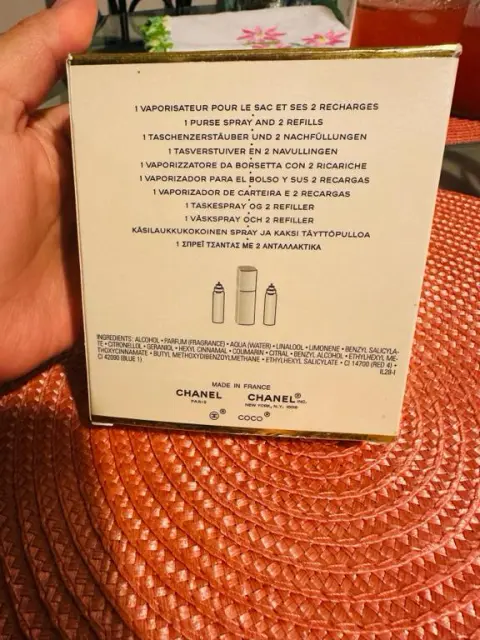 1 VAPORISATEUR POUR LE SAC ET SES 2 RECHARGES
1 PURSE SPRAY AND 2 REFILLS
1 TASCHENZERSTÄUBER UND 2 NACHFÜLLUNGEN
1 TASVERSTUIVER EN 2 NAVULLINGEN
1 VAPORIZZATORE DA BORSETTA CON 2 RICARICHE
1 VAPORIZADOR PARA EL BOLSO Y SUS 2 RECARGAS
1 VAPORIZADOR DE CARTEIRA E 2 RECARGAS
1 TASKESPRAY OG 2 REFILLER
1 VÄSKSPRAY OCH 2 REFILLER
KÄSILAUKKUKOKOINEN SPRAY JA KAKSI TÄYTTÖPULLOA
1 ΣΠΡΕΪ ΤΣΑΝΤΑΣ ΜΕ 2 ΑΝΤΑΛΛΑΚΤΙΚΑ
INGREDIENTS: ALCOHOL • PARFUM (FRAGRANCE) • AQUA (WATER) • LINALOOL • LIMONENE • BENZYL SALICYLA-
TE • CITRONELLOL • GERANIOL • HEXYL CINNAMAL • COUMARIN • CITRAL • BENZYL ALCOHOL • ETHYLHEXYL ME-
THOXYCINNAMATE • BUTYL METHOXYDIBENZOYLMETHANE • ETHYLHEXYL SALICYLATE • CI 14700 (RED 4) •
CI 42090 (BLUE 1) IL28-I
MADE IN FRANCE
CHANEL CHANEL® INC.
PARIS NEW YORK, N.Y. 10019
® COCO®